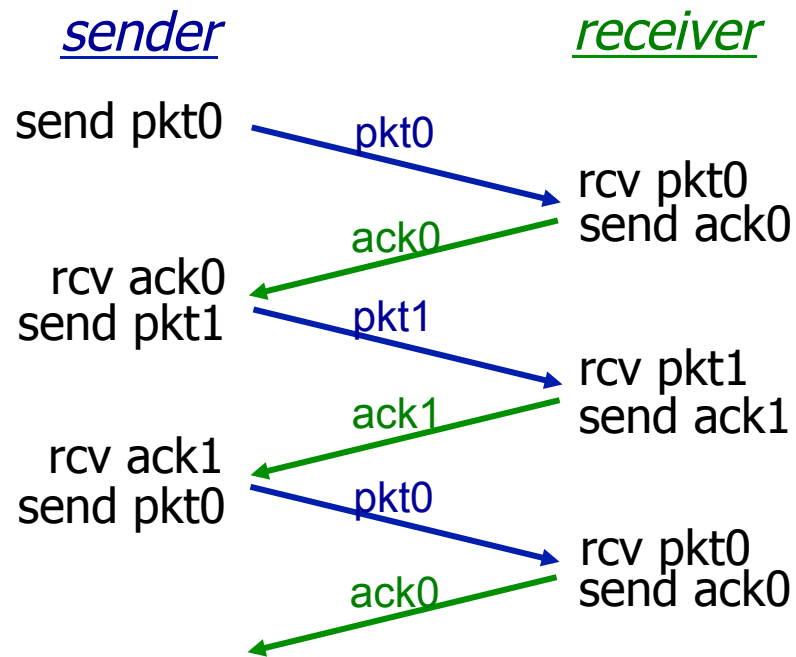 sender
receiver
send pkt0
pkt0
rcv pkt0
send ack0
ack0
rcv ack0
send pkt1
pkt1
rcv pkt1
send ack1
ack1
rcv ack1
send pkt0
pkt0
rcv pkt0
send ack0
ack0